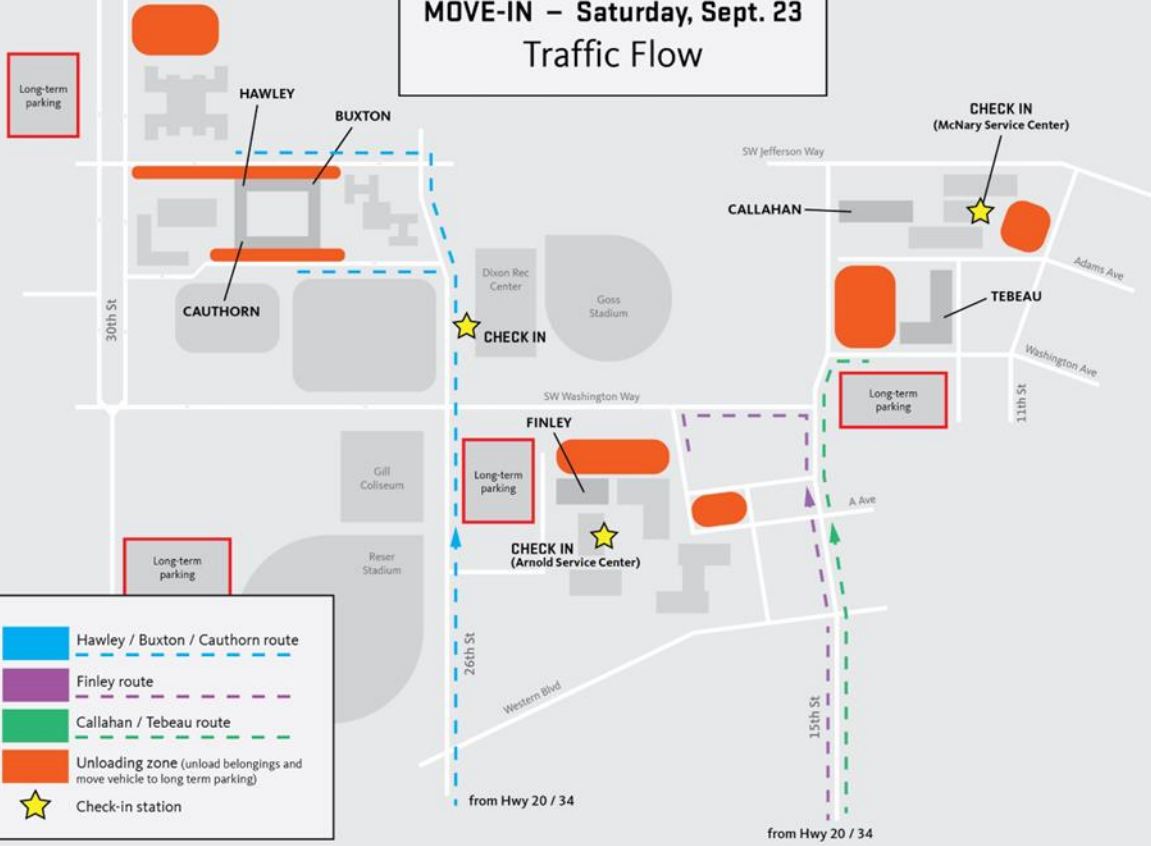 MOVE-IN – Saturday, Sept. 23
Traffic Flow
Long-term
parking
HAWLEY
BUXTON
CHECK IN
(McNary Service Center)
SW Jefferson Way
CALLAHAN
Adams Ave
Dixon Rec
Center
Goss
Stadium
TEBEAU
CAUTHORN
30th St
CHECK IN
Washington Ave
11th St
Long-term
parking
SW Washington Way
FINLEY
Gill
Coliseum
Long-term
parking
A Ave
CHECK IN
(Arnold Service Center)
Reser
Stadium
Long-term
parking
26th St
Western Blvd
15th St
Hawley / Buxton / Cauthorn route
Finley route
Callahan / Tebeau route
Unloading zone (unload belongings and
move vehicle to long term parking)
Check-in station
from Hwy 20 / 34
from Hwy 20 / 34